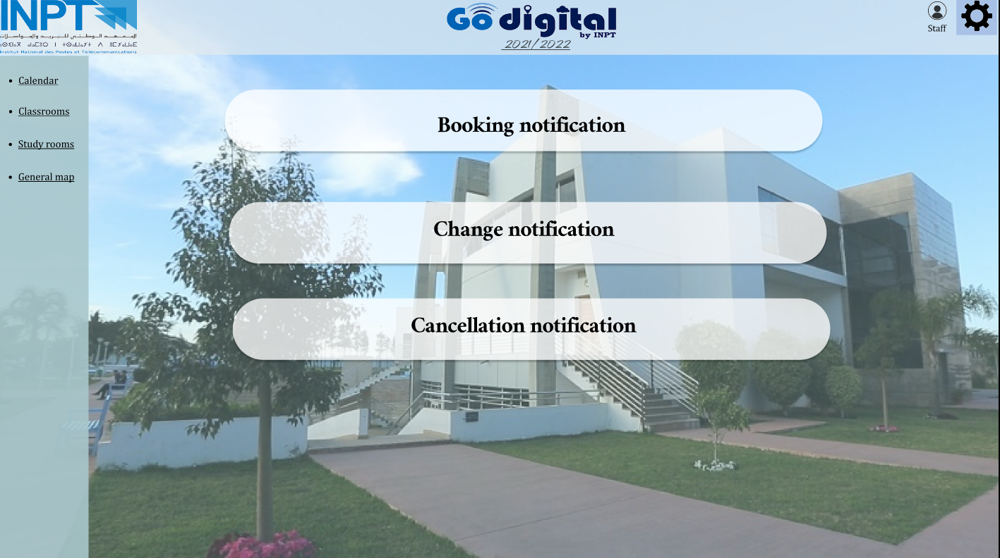 INPT
المعهد الوطني للبريد والمواصلات
Institut National des Postes et Télécommunications
Go digital
by INPT
2021/2022
Staff
• Calendar
• Classrooms
• Study rooms
• General map
Booking notification
Change notification
Cancellation notification